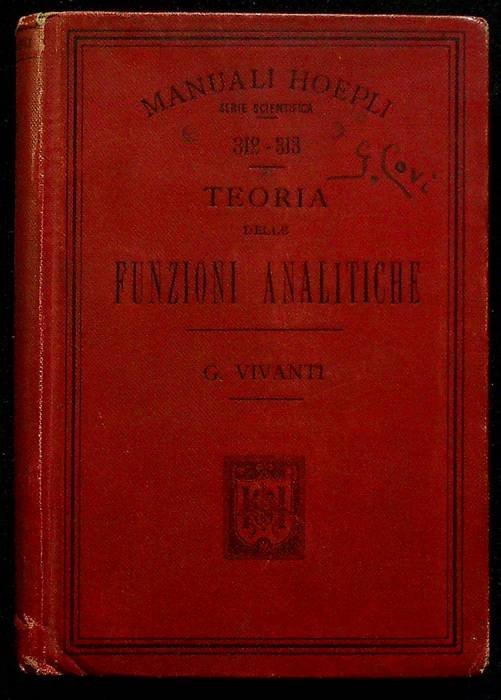 MANUALI HOEPLI
SERIE SCIENTIFICA
312-313
G. Covi
TEORIA
DELLE
FUNZIONI ANALITICHE
G. VIVANTI